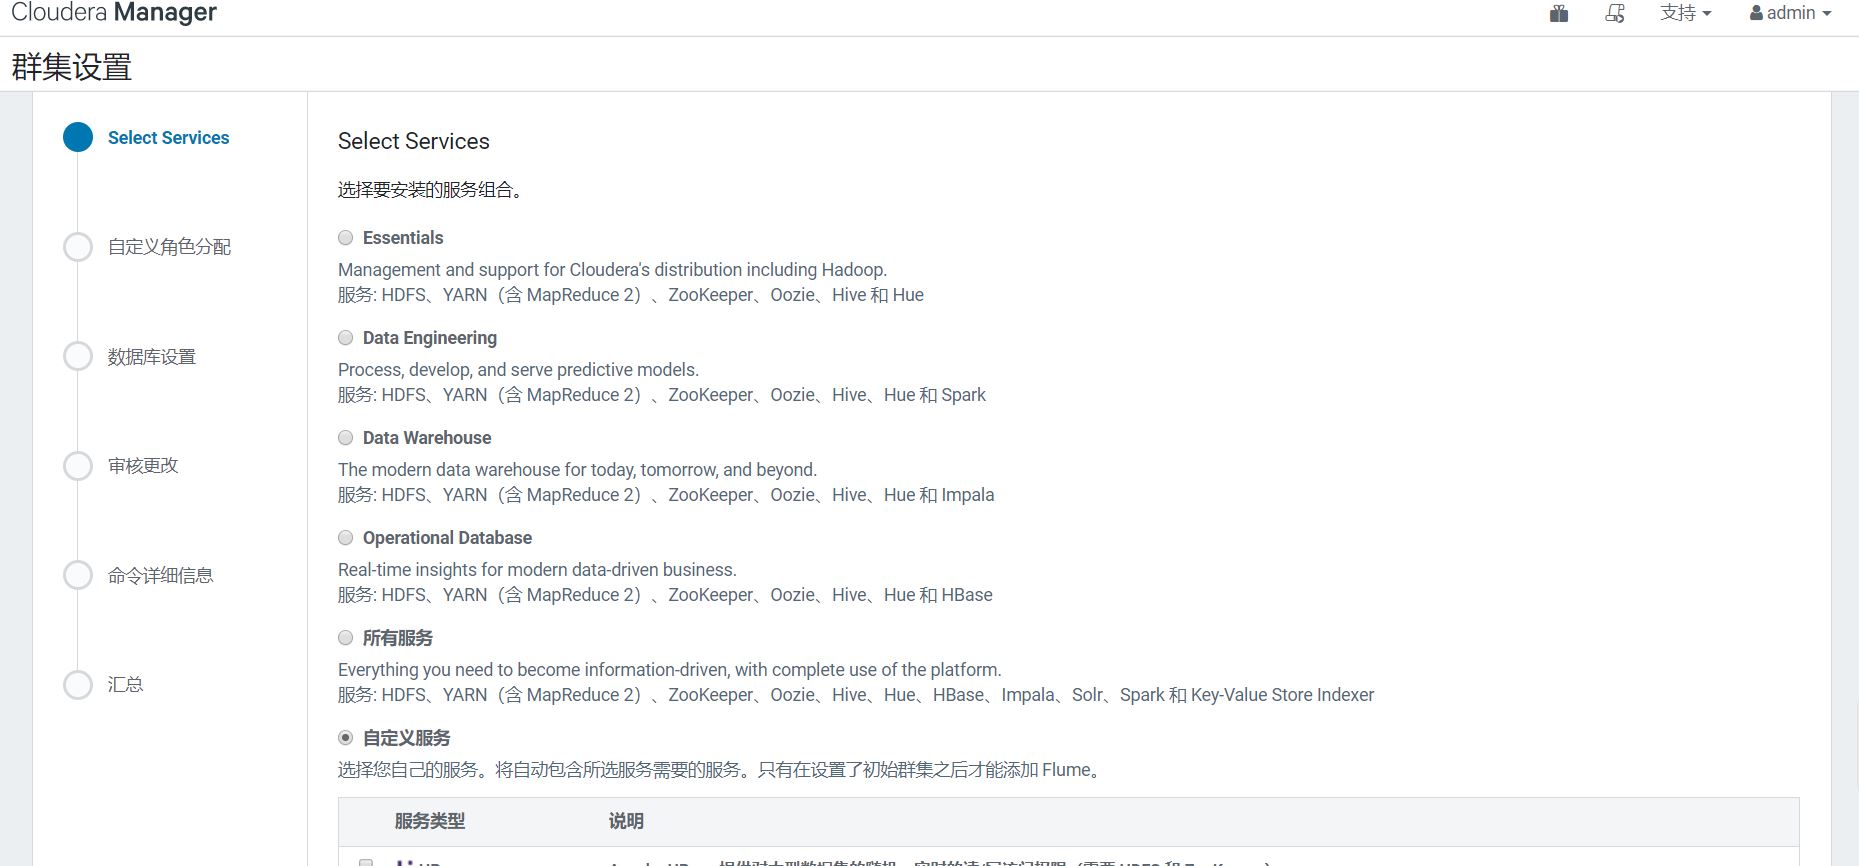 Cloudera Manager
支持
admin
群集设置
Select Services
自定义角色分配
数据库设置
审核更改
命令详细信息
汇总
Select Services
选择要安装的服务组合。
Essentials
Management and support for Cloudera's distribution including Hadoop.
服务: HDFS、YARN（含 MapReduce 2）、ZooKeeper、Oozie、Hive 和 Hue
Data Engineering
Process, develop, and serve predictive models.
服务: HDFS、YARN（含 MapReduce 2）、ZooKeeper、Oozie、Hive、Hue 和 Spark
Data Warehouse
The modern data warehouse for today, tomorrow, and beyond.
服务: HDFS、YARN（含 MapReduce 2）、ZooKeeper、Oozie、Hive、Hue 和 Impala
Operational Database
Real-time insights for modern data-driven business.
服务: HDFS、YARN（含 MapReduce 2）、ZooKeeper、Oozie、Hive、Hue 和 HBase
所有服务
Everything you need to become information-driven, with complete use of the platform.
服务: HDFS、YARN（含 MapReduce 2）、ZooKeeper、Oozie、Hive、Hue、HBase、Impala、Solr、Spark 和 Key-Value Store Indexer
自定义服务
选择您自己的服务。将自动包含所选服务需要的服务。只有在设置了初始群集之后才能添加 Flume。
服务类型 说明